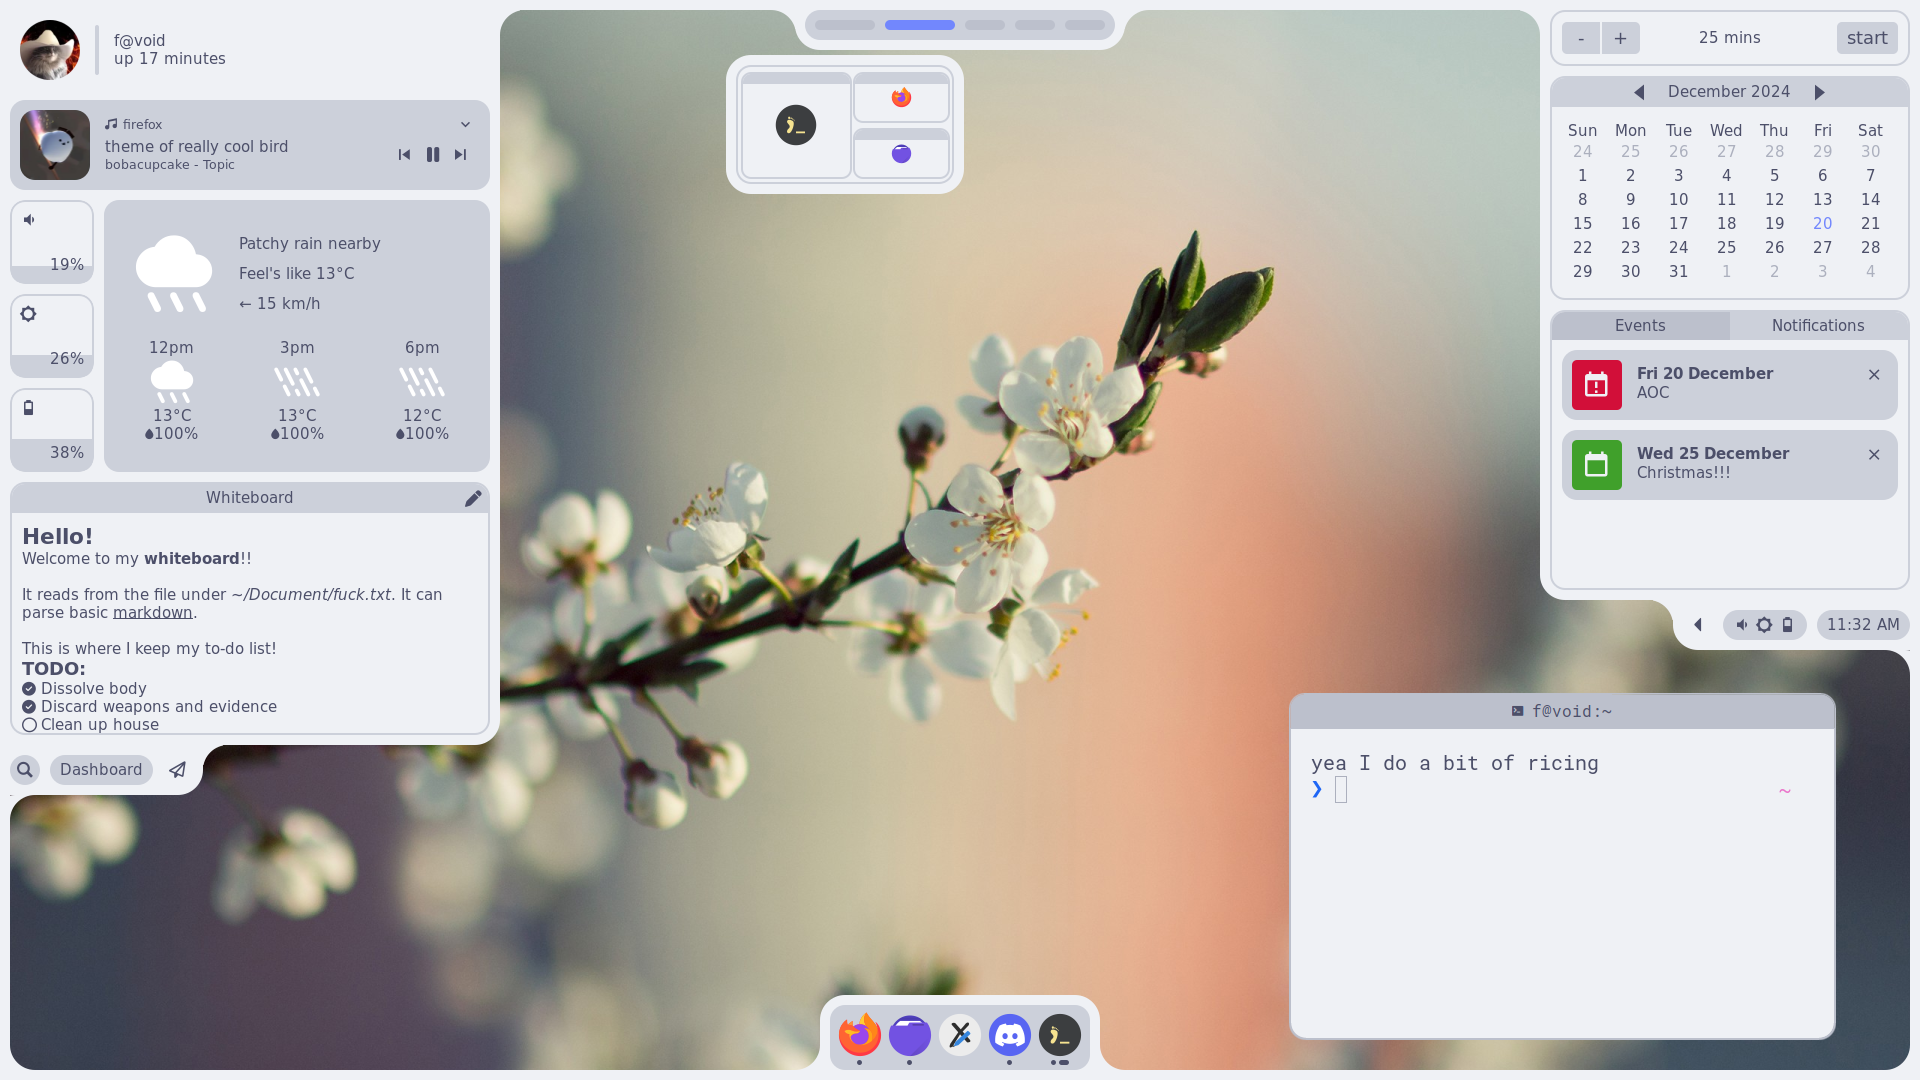 f@void
up 17 minutes
firefox
theme of really cool bird
bobacupcake - Topic
19%
26%
38%
Patchy rain nearby
Feel's like 13°C
← 15 km/h
12pm 3pm 6pm
13°C 13°C 12°C
100% 100% 100%
Whiteboard
Hello!
Welcome to my whiteboard!!
It reads from the file under ~/Document/fuck.txt. It can
parse basic markdown.
This is where I keep my to-do list!
TODO:
Dissolve body
Discard weapons and evidence
Clean up house
Dashboard
- + 25 mins start
December 2024
Sun Mon Tue Wed Thu Fri Sat
24 25 26 27 28 29 30
1 2 3 4 5 6 7
8 9 10 11 12 13 14
15 16 17 18 19 20 21
22 23 24 25 26 27 28
29 30 31 1 2 3 4
Events Notifications
Fri 20 December
AOC
Wed 25 December
Christmas!!!
11:32 AM
f@void:~
yea I do a bit of ricing
❯ ~